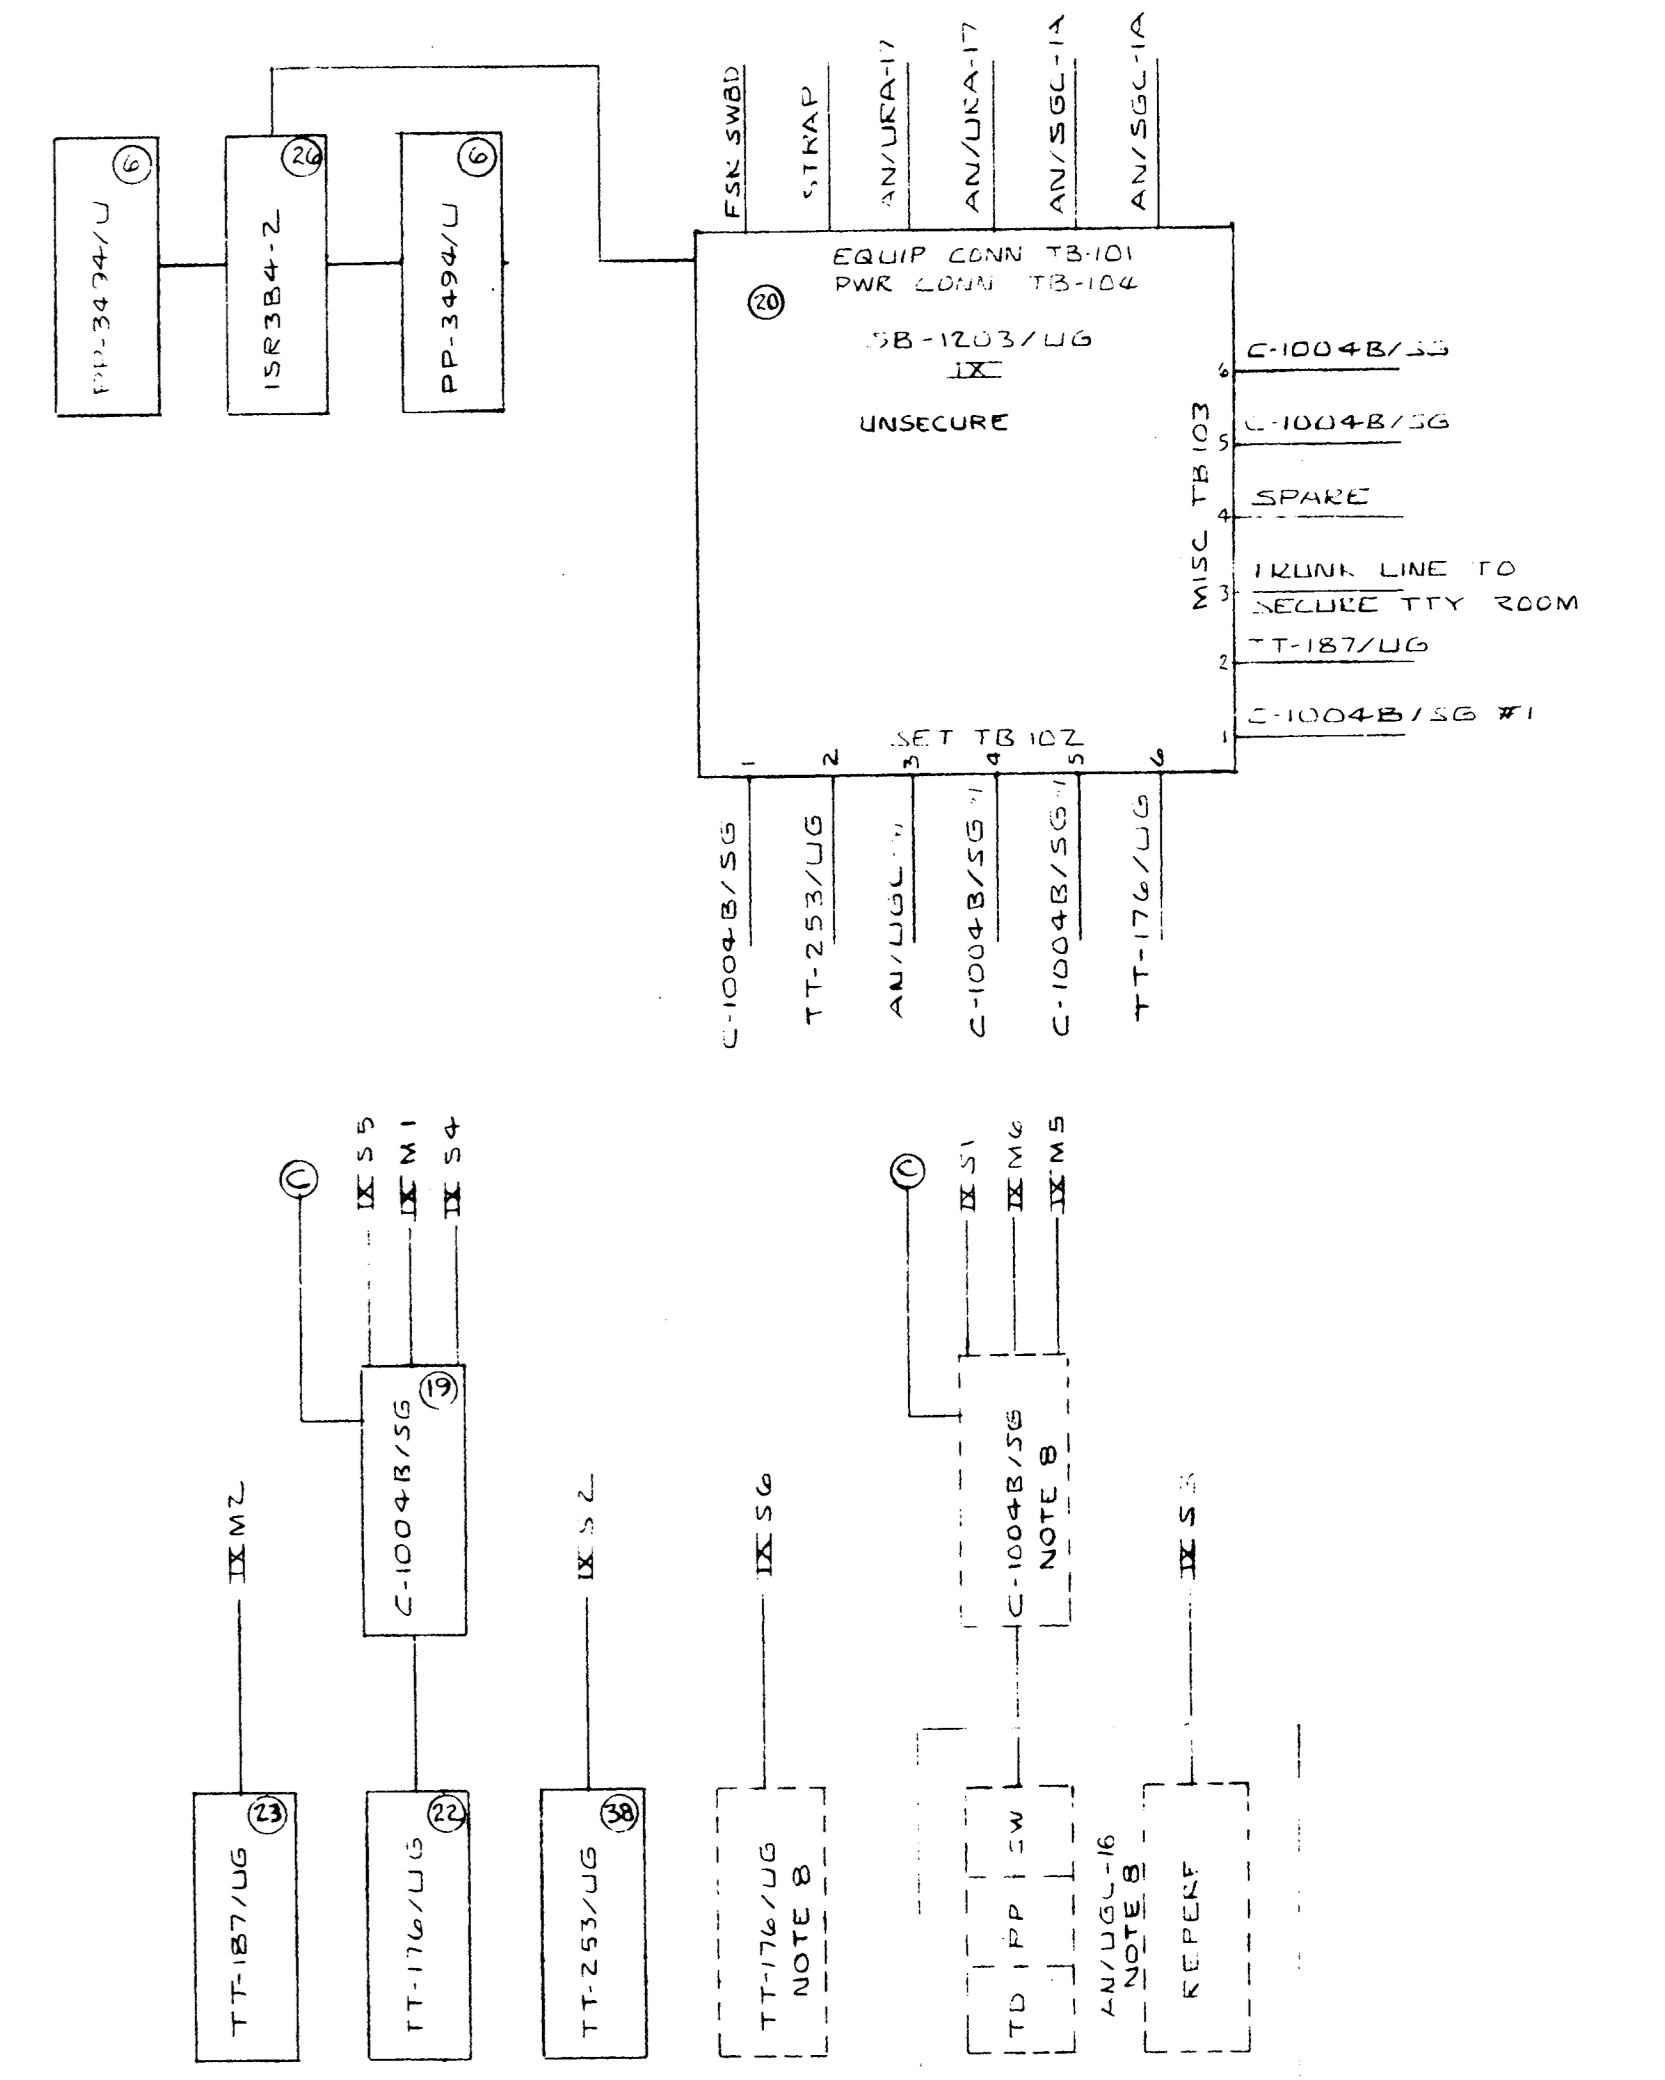 PP-3494/U
6
ISR3B4-2
26
PP-3494/U
6
FSK SWBD
STRAP
AN/URA-17
AN/URA-17
AN/SGC-1A
AN/SGC-1A
EQUIP CONN TB-101
PWR CONN TB-104
20
SB-1203/UG
IX
UNSECURE
MISC TB103
6 C-1004B/SG
5 C-1004B/SG
4 SPARE
3 TRUNK LINE TO
SECURE TTY ROOM
2 TT-187/UG
1 C-1004B/SG #1
SET TB 102
1 2 3 4 5 6
C-1004B/SG
TT-253/UG
C-1004B/SG
C-1004B/SG
TT-176/UG
C
IX S5
IX M1
IX S4
C
IX S1
IX M6
IX M5
C-1004B/SG
19
C-1004B/SG
NOTE 8
IX M2
IX S2
IX S6
TT-187/UG
23
TT-176/UG
22
TT-253/UG
38
TT-176/UG
NOTE 8
TD PP SW
AN/UGC-16
NOTE 8
REPERF